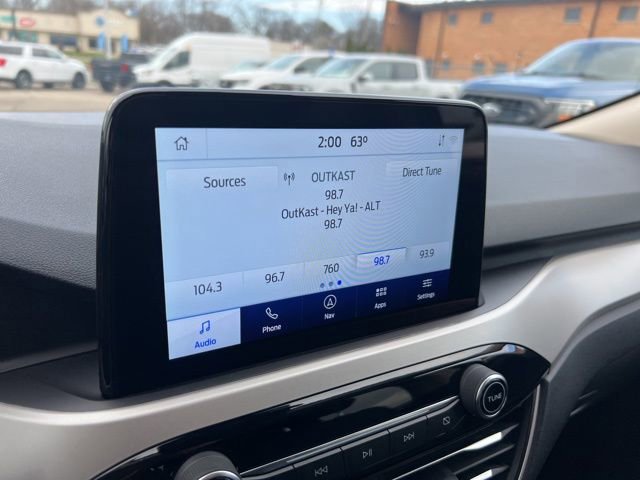 2:00 63°
Sources
OUTKAST
Direct Tune
98.7
OutKast - Hey Ya! - ALT
98.7
104.3 96.7 760 98.7 93.9
Audio Phone Nav Apps Settings
TUNE